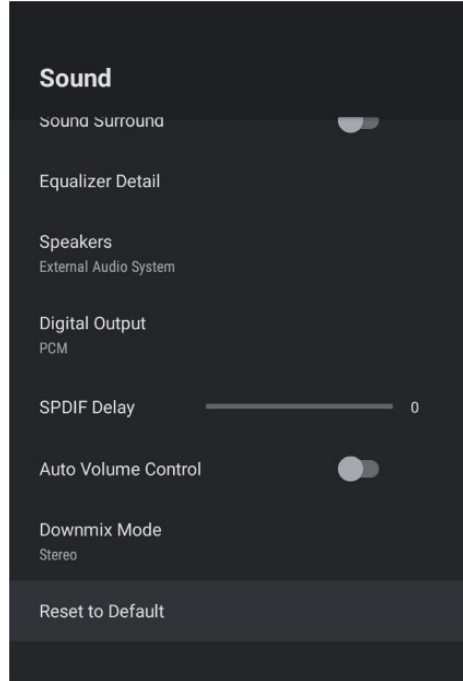 Sound
Sound Surround
Equalizer Detail
Speakers
External Audio System
Digital Output
PCM
SPDIF Delay 0
Auto Volume Control
Downmix Mode
Stereo
Reset to Default